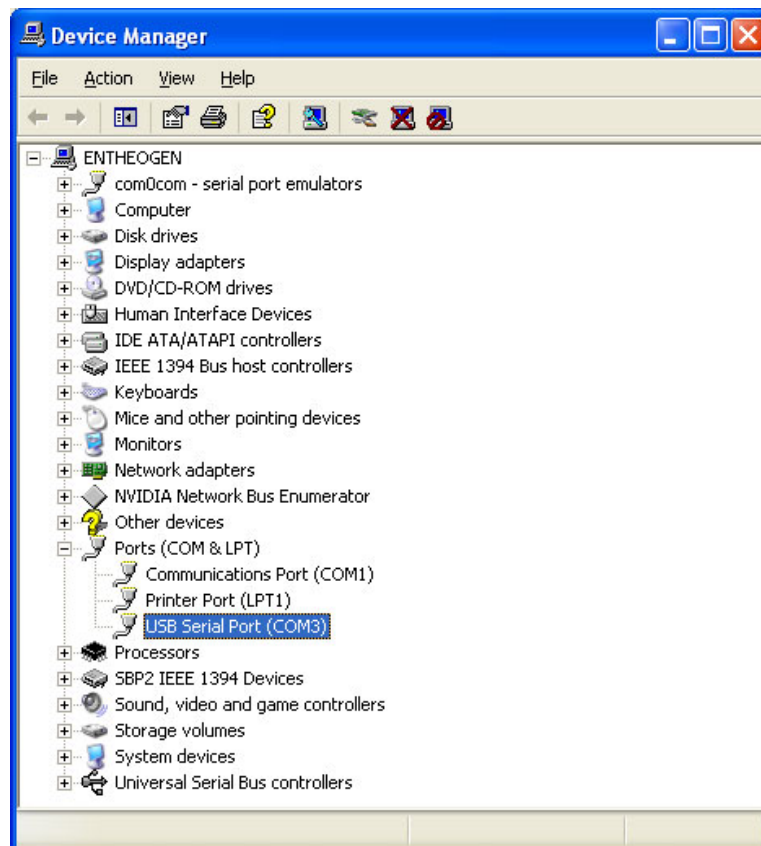 Device Manager
File Action View Help
ENTHEOGEN
com0com - serial port emulators
Computer
Disk drives
Display adapters
DVD/CD-ROM drives
Human Interface Devices
IDE ATA/ATAPI controllers
IEEE 1394 Bus host controllers
Keyboards
Mice and other pointing devices
Monitors
Network adapters
NVIDIA Network Bus Enumerator
Other devices
Ports (COM & LPT)
Communications Port (COM1)
Printer Port (LPT1)
USB Serial Port (COM3)
Processors
SBP2 IEEE 1394 Devices
Sound, video and game controllers
Storage volumes
System devices
Universal Serial Bus controllers